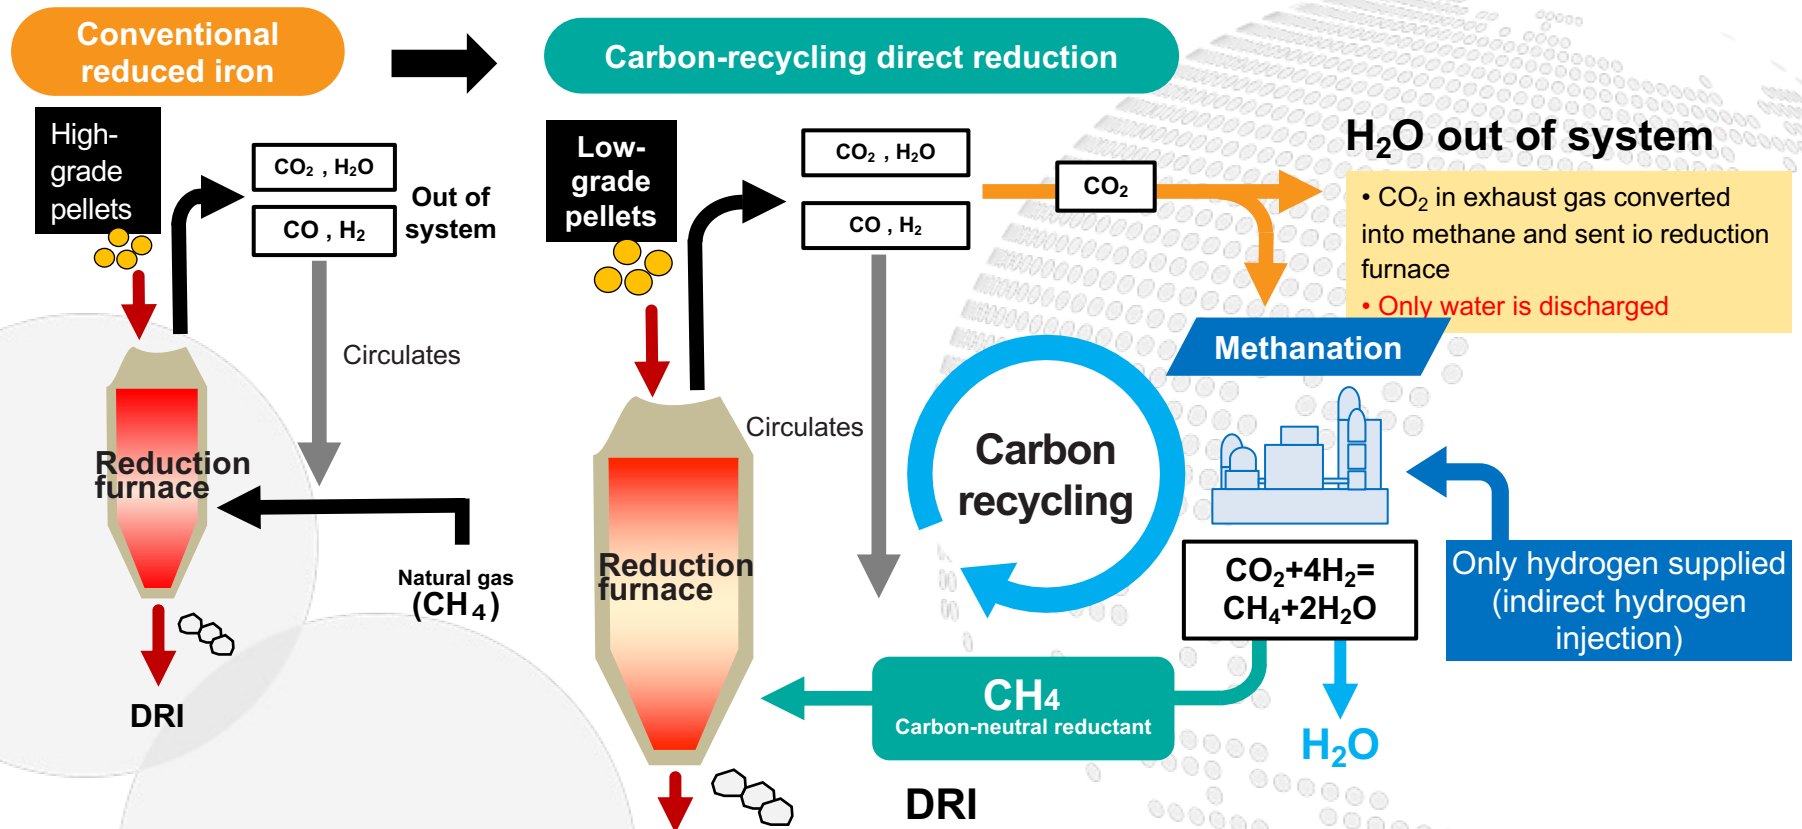 Conventional
reduced iron
Carbon-recycling direct reduction
High-
grade
pellets
CO₂ , H₂O
CO , H₂
Out of
system
Circulates
Reduction
furnace
Natural gas
(CH₄)
DRI
Low-
grade
pellets
CO₂ , H₂O
CO , H₂
CO₂
H₂O out of system
• CO₂ in exhaust gas converted
into methane and sent io reduction
furnace
• Only water is discharged
Methanation
Circulates
Carbon
recycling
Reduction
furnace
CO₂+4H₂=
CH₄+2H₂O
Only hydrogen supplied
(indirect hydrogen
injection)
CH4
Carbon-neutral reductant
H₂O
DRI